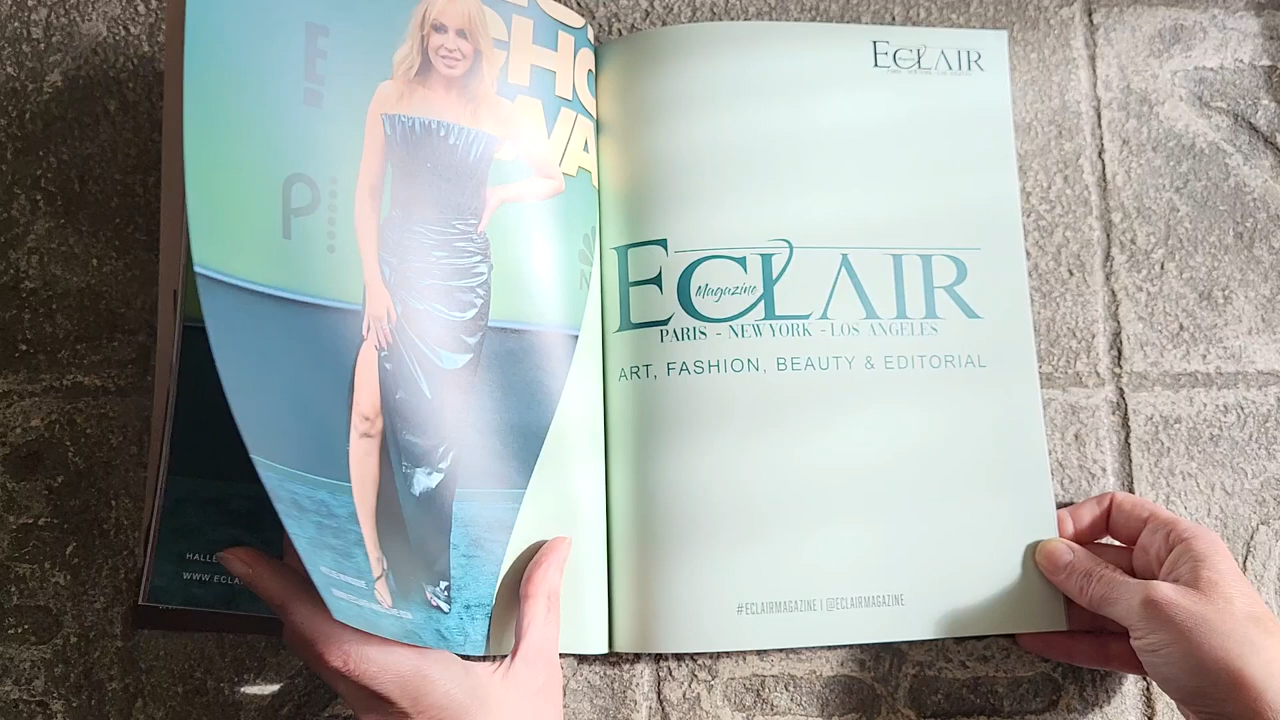 E
P
HALLE
WWW.ECLA
ECLAIR
ECLAIR
Magazine
PARIS - NEW YORK - LOS ANGELES
ART, FASHION, BEAUTY & EDITORIAL
#ECLAIRMAGAZINE | @ECLAIRMAGAZINE